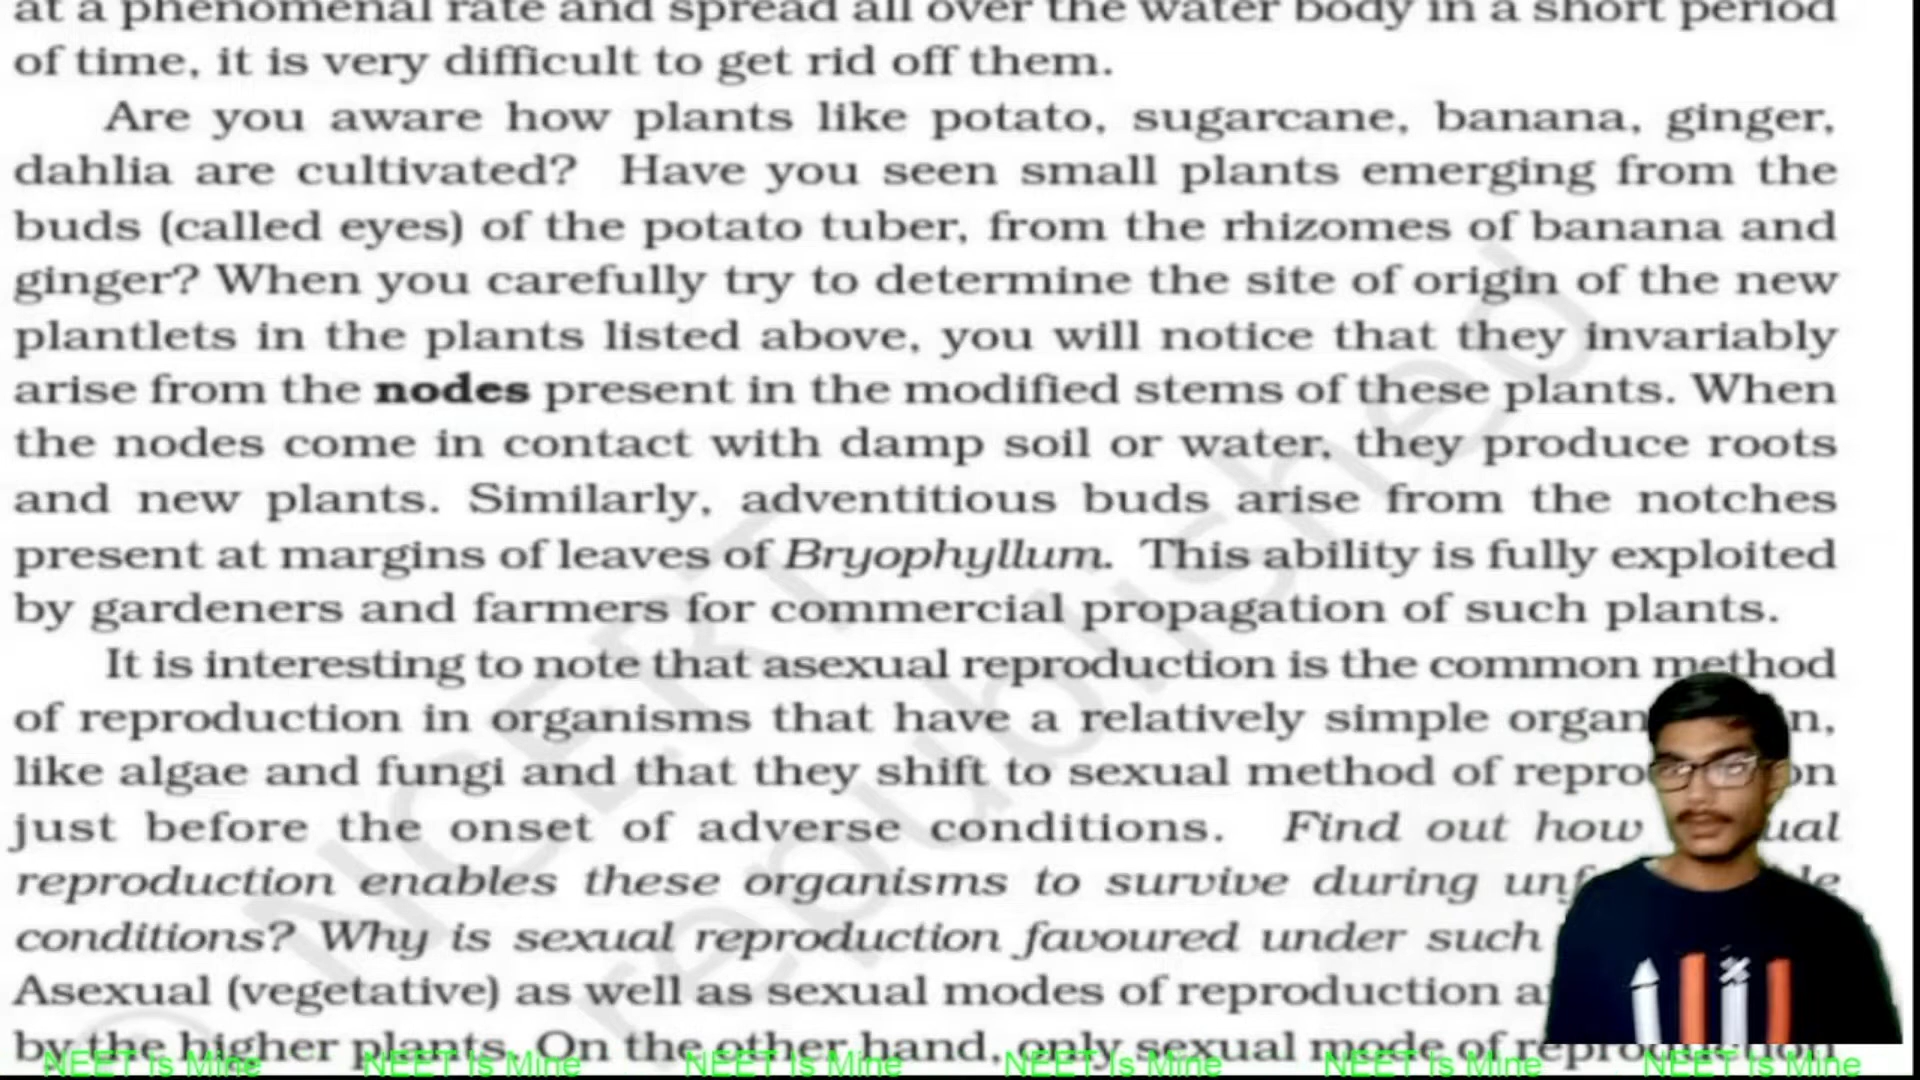 at a phenomenal rate and spread all over the water body in a short period
of time, it is very difficult to get rid off them.
Are you aware how plants like potato, sugarcane, banana, ginger,
dahlia are cultivated? Have you seen small plants emerging from the
buds (called eyes) of the potato tuber, from the rhizomes of banana and
ginger? When you carefully try to determine the site of origin of the new
plantlets in the plants listed above, you will notice that they invariably
arise from the nodes present in the modified stems of these plants. When
the nodes come in contact with damp soil or water, they produce roots
and new plants. Similarly, adventitious buds arise from the notches
present at margins of leaves of Bryophyllum. This ability is fully exploited
by gardeners and farmers for commercial propagation of such plants.
It is interesting to note that asexual reproduction is the common method
of reproduction in organisms that have a relatively simple
like algae and fungi and that they shift to sexual method of
just before the onset of adverse conditions. Find out how
reproduction enables these organisms to survive during
conditions? Why is sexual reproduction favoured under such
Asexual (vegetative) as well as sexual modes of reproduction
by the higher plants. On the other hand, only sexual mode of reproduction
© NCERT
republished
NEET Is Mine NEET Is Mine NEET Is Mine NEET Is Mine NEET Is Mine NEET Is Mine